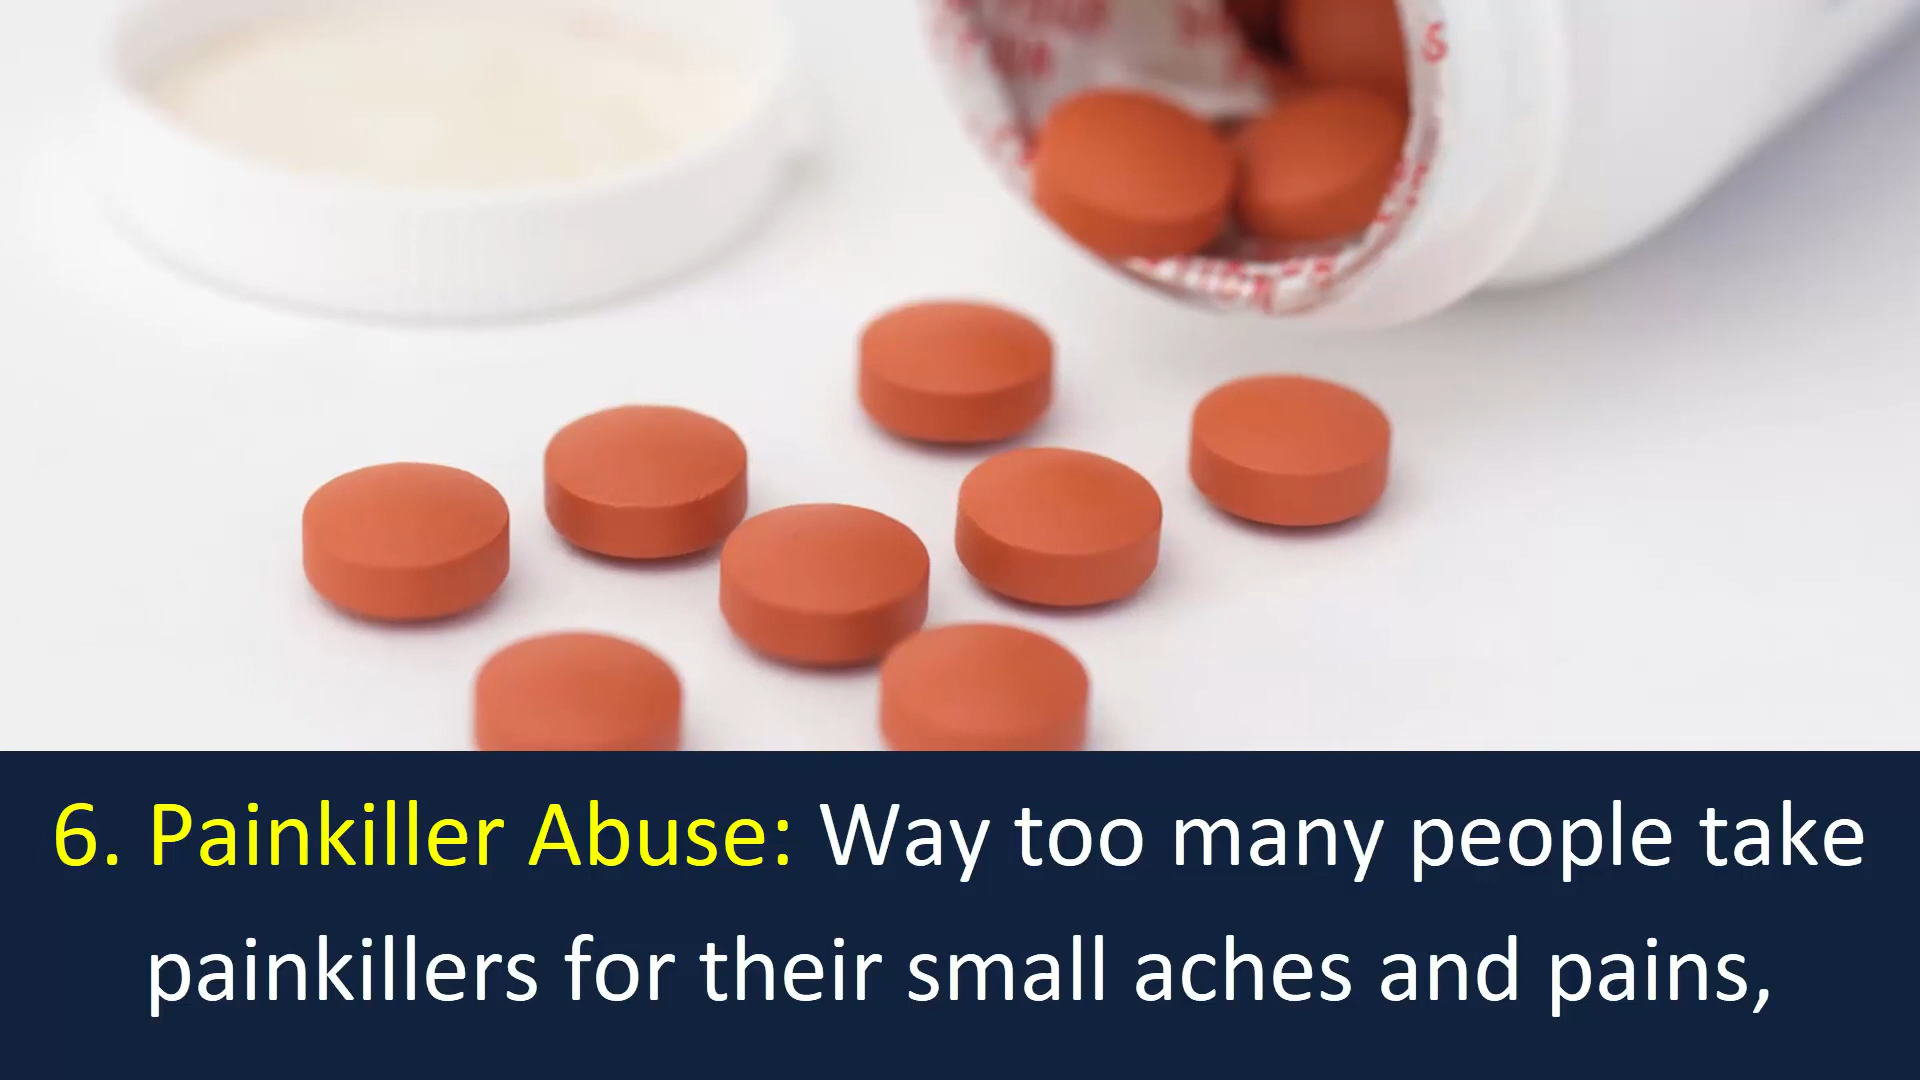 6. Painkiller Abuse: Way too many people take
painkillers for their small aches and pains,